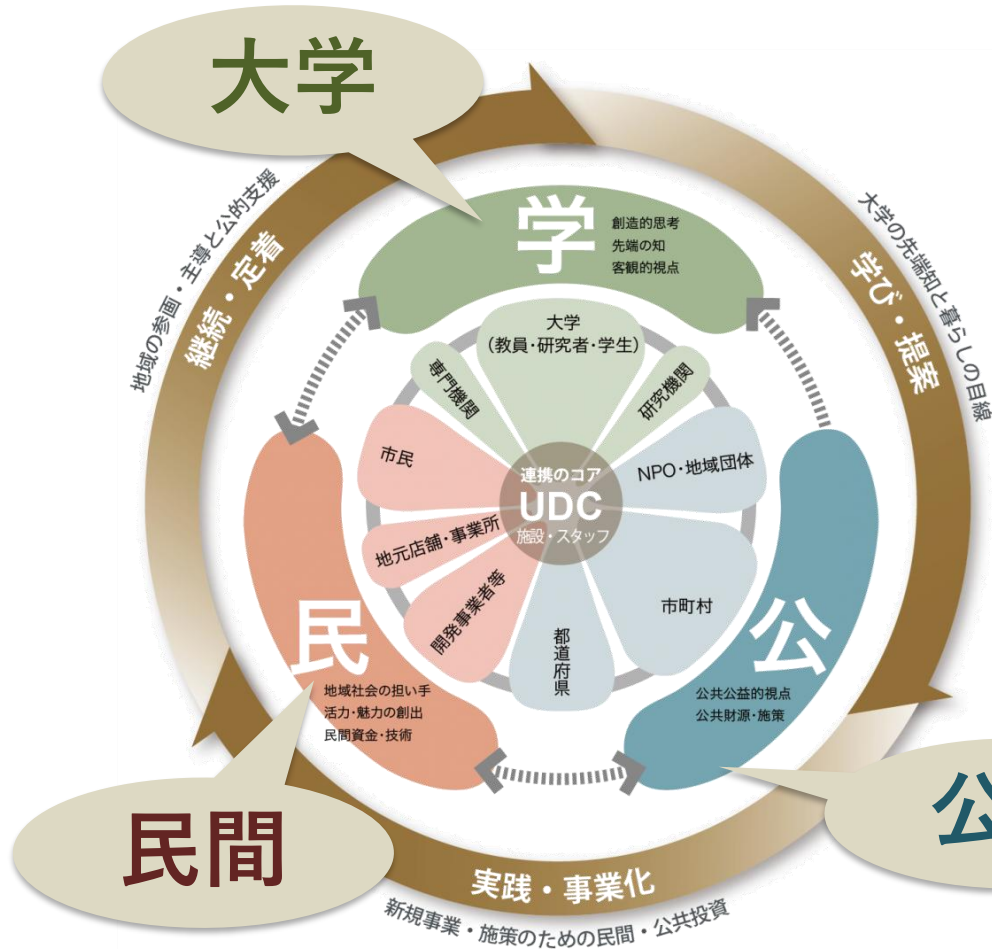 大学
学
創造的思考
先端の知
客観的視点
継続・定着
地域の参画・主導と公的支援
学び・提案
大学の先端知と暮らしの目線
大学
(教員・研究者・学生)
専門機関
研究機関
市民
NPO・地域団体
連携のコア
UDC
施設・スタッフ
地元店舗・事業所
開発事業者等
都道府県
市町村
民
地域社会の担い手
活力・魅力の創出
民間資金・技術
公
公共公益的視点
公共財源・施策
民間
公
実践・事業化
新規事業・施策のための民間・公共投資